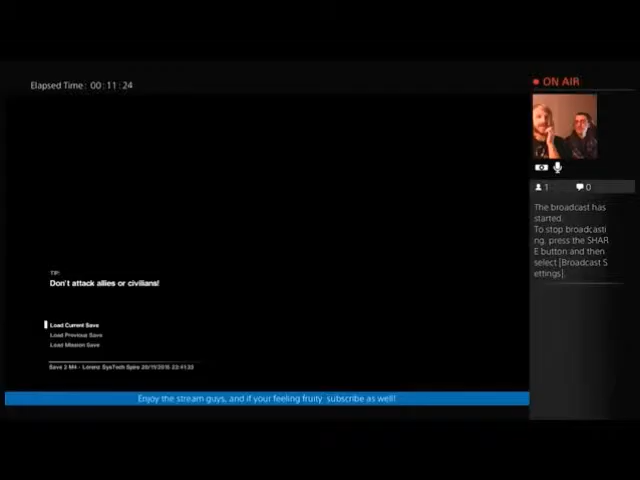 Elapsed Time: 00:11:24
ON AIR
1
0
The broadcast has
started.
To stop broadcasti
ng, press the SHAR
E button and then
select [Broadcast S
ettings].
TIP:
Don't attack allies or civilians!
Load Current Save
Load Previous Save
Load Mission Save
Save 3 M4 - Lorenz SysTech Spire 20/11/2015 23:41:33
Enjoy the stream guys, and if your feeling fruity subscribe as well!